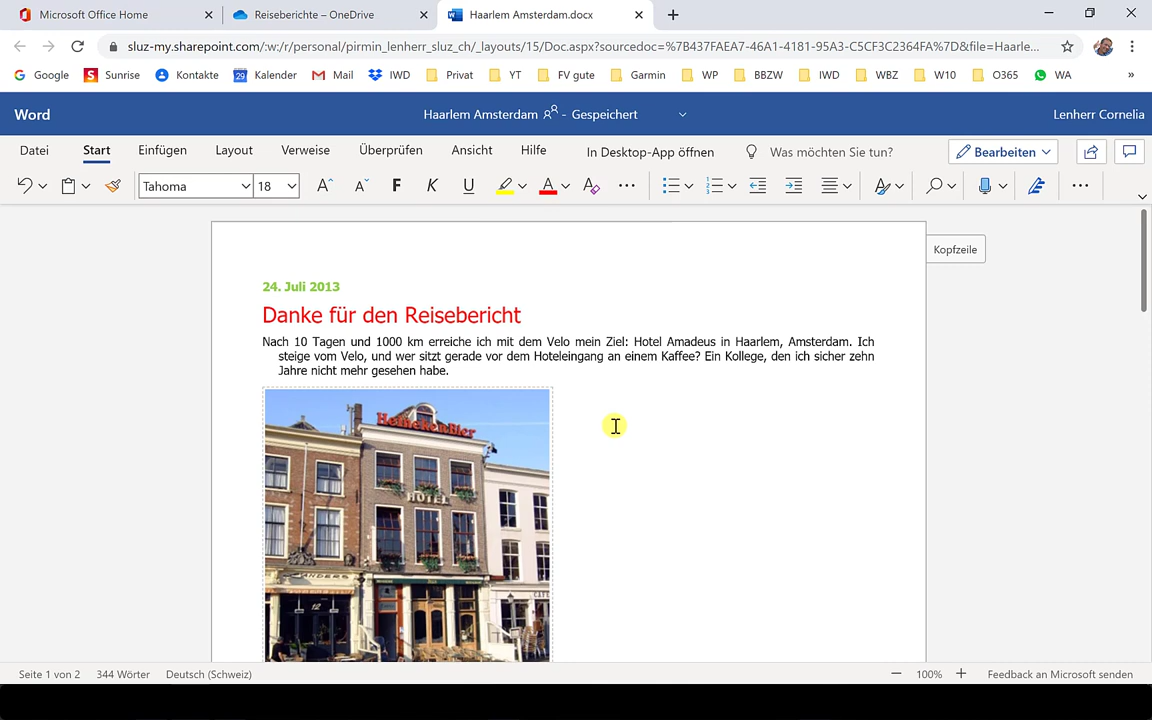 Microsoft Office Home
Reiseberichte – OneDrive
Haarlem Amsterdam.docx
sluz-my.sharepoint.com/:w:/r/personal/pirmin_lenherr_sluz_ch/_layouts/15/Doc.aspx?sourcedoc=%7B437FAEA7-46A1-4181-95A3-C5CF3C2364FA%7D&file=Haarle...
Google
Sunrise
Kontakte
Kalender
Mail
IWD
Privat
YT
FV gute
Garmin
WP
BBZW
IWD
WBZ
W10
O365
WA
»
Word
Haarlem Amsterdam - Gespeichert
Lenherr Cornelia
Datei
Start
Einfügen
Layout
Verweise
Überprüfen
Ansicht
Hilfe
In Desktop-App öffnen
Was möchten Sie tun?
Bearbeiten
Tahoma
18
A^
Aˇ
F
K
U
A
A
Kopfzeile
24. Juli 2013
Danke für den Reisebericht
Nach 10 Tagen und 1000 km erreiche ich mit dem Velo mein Ziel: Hotel Amadeus in Haarlem, Amsterdam. Ich
steige vom Velo, und wer sitzt gerade vor dem Hoteleingang an einem Kaffee? Ein Kollege, den ich sicher zehn
Jahre nicht mehr gesehen habe.
Heineken Bier
HOTEL
Seite 1 von 2
344 Wörter
Deutsch (Schweiz)
100%
Feedback an Microsoft senden